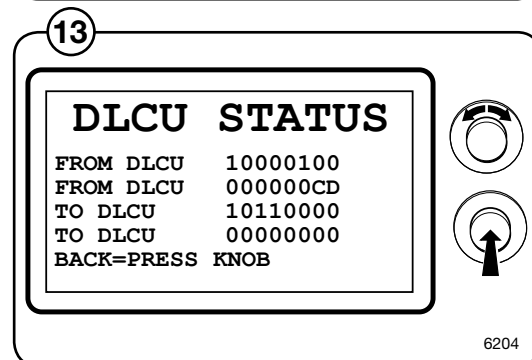 13
DLCU STATUS
FROM DLCU 10000100
FROM DLCU 000000CD
TO DLCU 10110000
TO DLCU 00000000
BACK=PRESS KNOB
6204